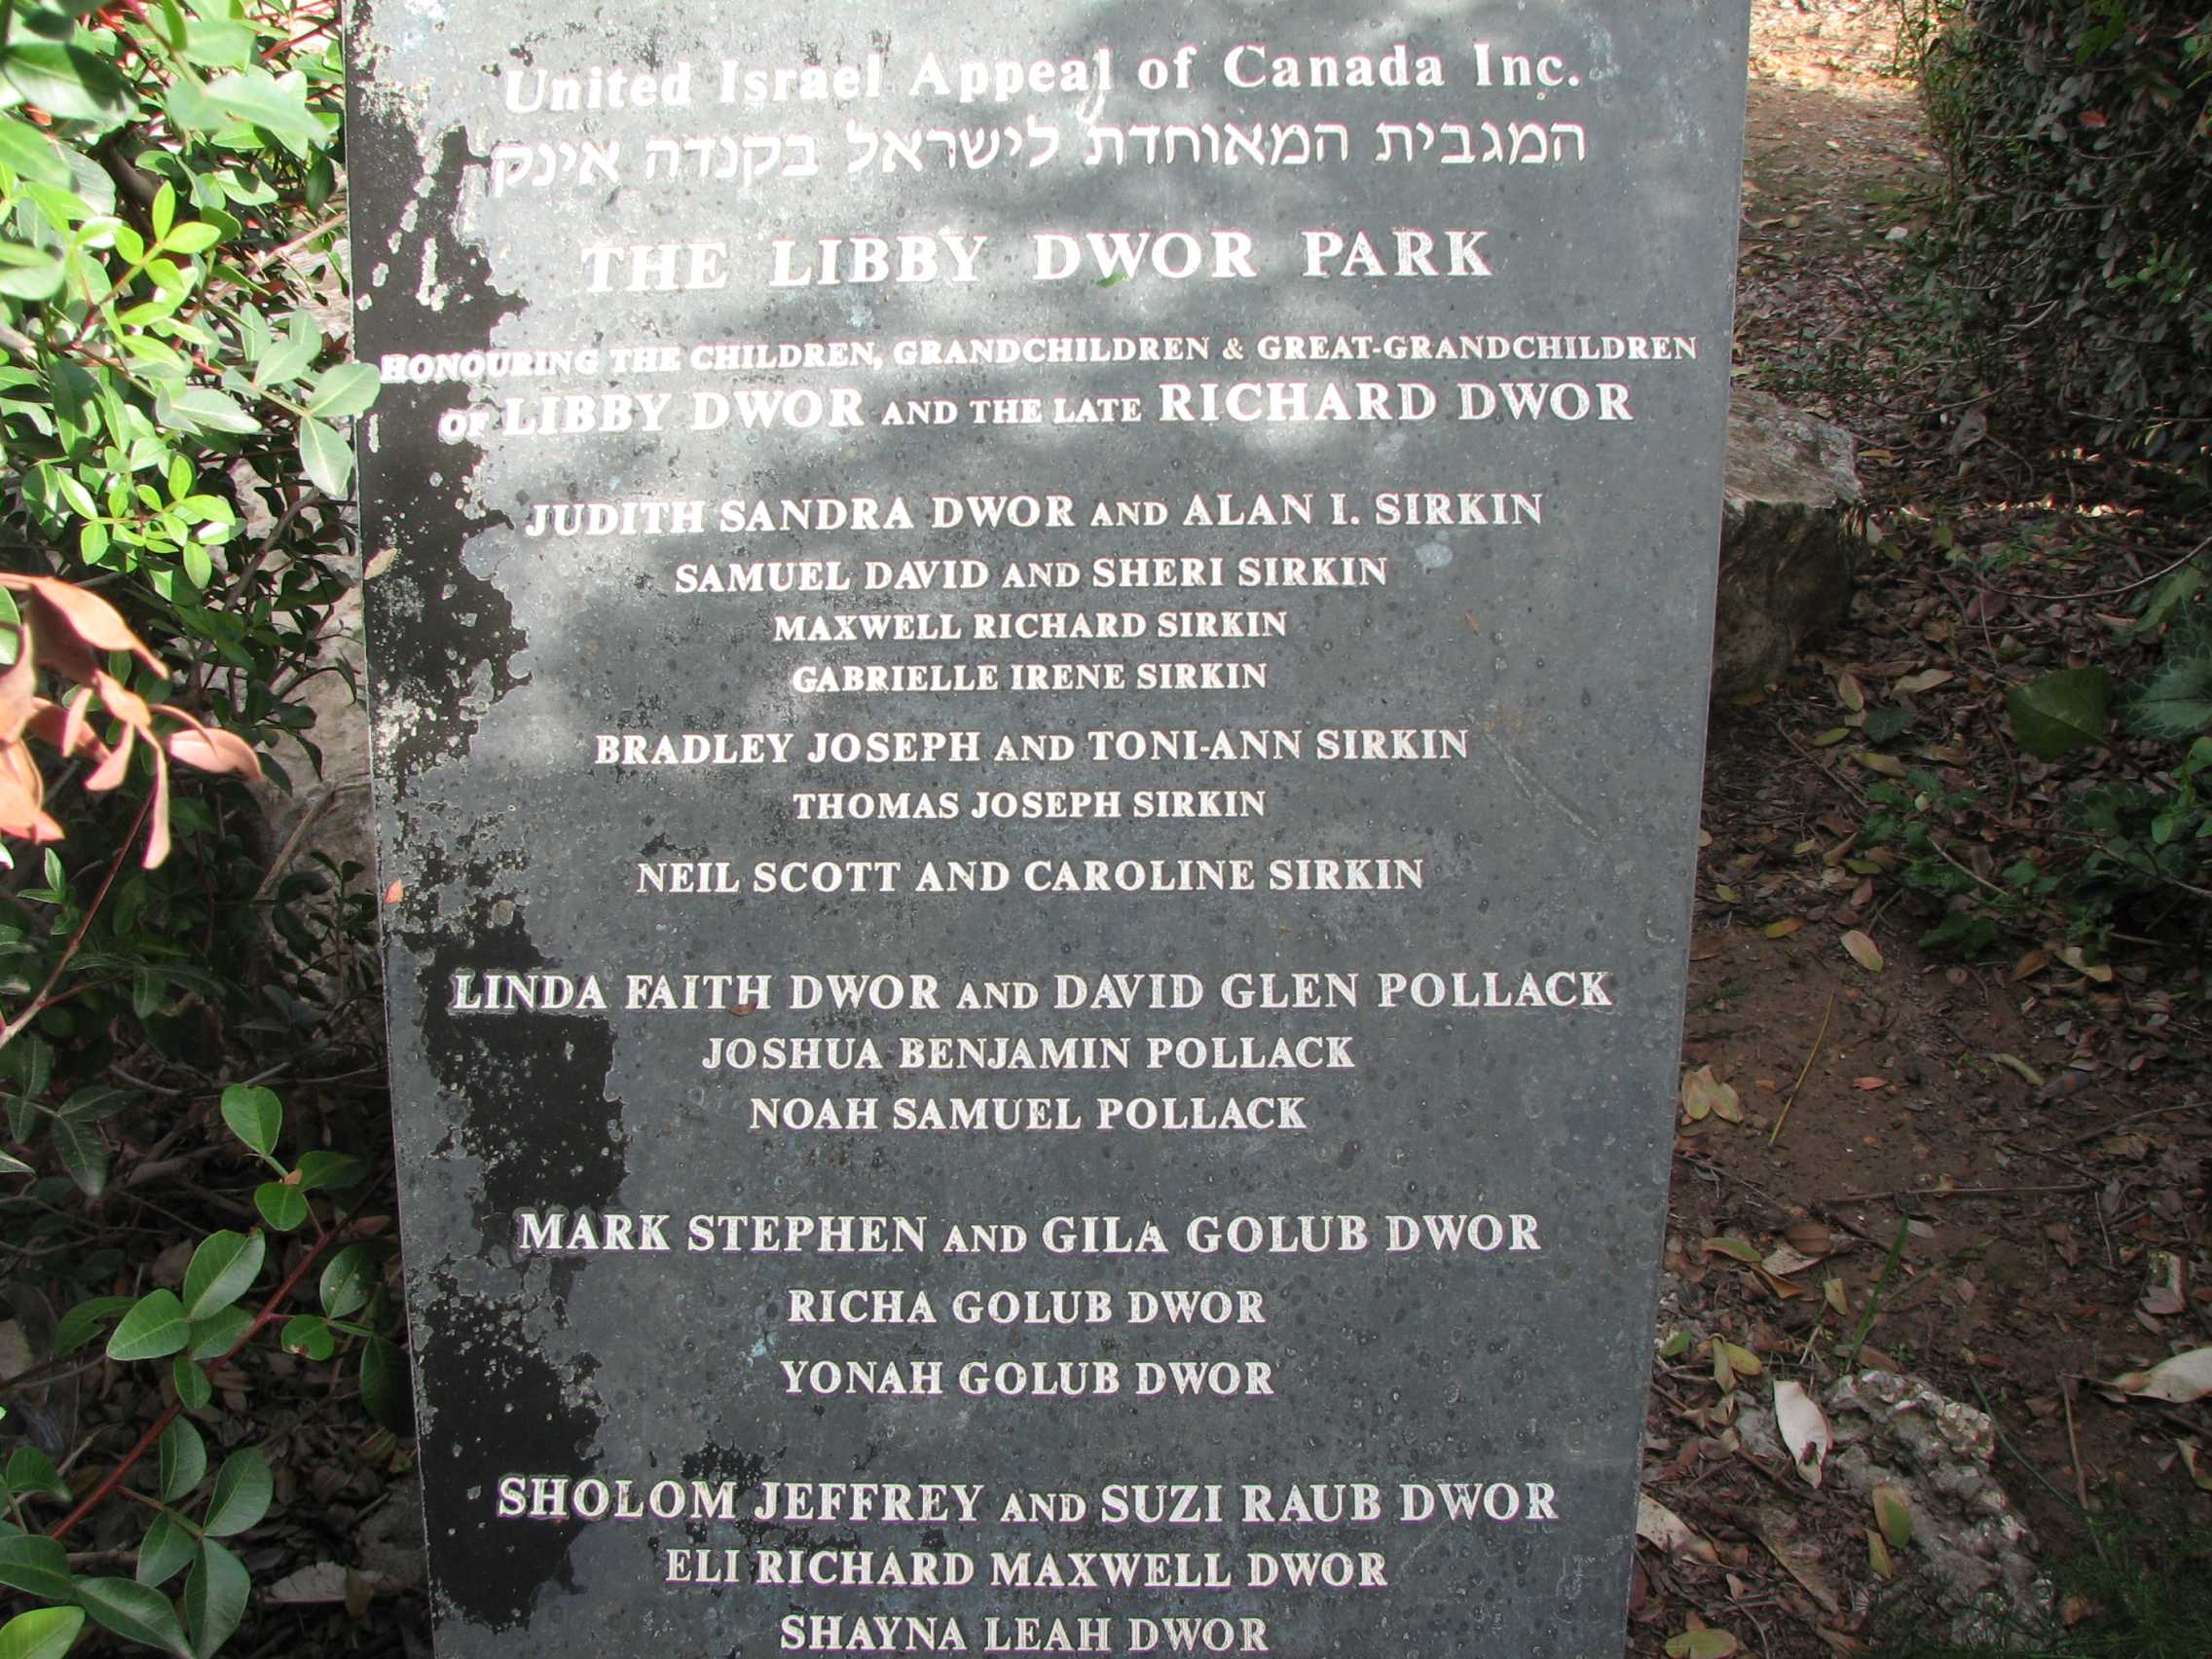 United Israel Appeal of Canada Inc.
המגבית המאוחדת לישראל בקנדה אינק
THE LIBBY DWOR PARK
HONOURING THE CHILDREN, GRANDCHILDREN & GREAT-GRANDCHILDREN
OF LIBBY DWOR AND THE LATE RICHARD DWOR
JUDITH SANDRA DWOR AND ALAN I. SIRKIN
SAMUEL DAVID AND SHERI SIRKIN
MAXWELL RICHARD SIRKIN
GABRIELLE IRENE SIRKIN
BRADLEY JOSEPH AND TONI-ANN SIRKIN
THOMAS JOSEPH SIRKIN
NEIL SCOTT AND CAROLINE SIRKIN
LINDA FAITH DWOR AND DAVID GLEN POLLACK
JOSHUA BENJAMIN POLLACK
NOAH SAMUEL POLLACK
MARK STEPHEN AND GILA GOLUB DWOR
RICHA GOLUB DWOR
YONAH GOLUB DWOR
SHOLOM JEFFREY AND SUZI RAUB DWOR
ELI RICHARD MAXWELL DWOR
SHAYNA LEAH DWOR